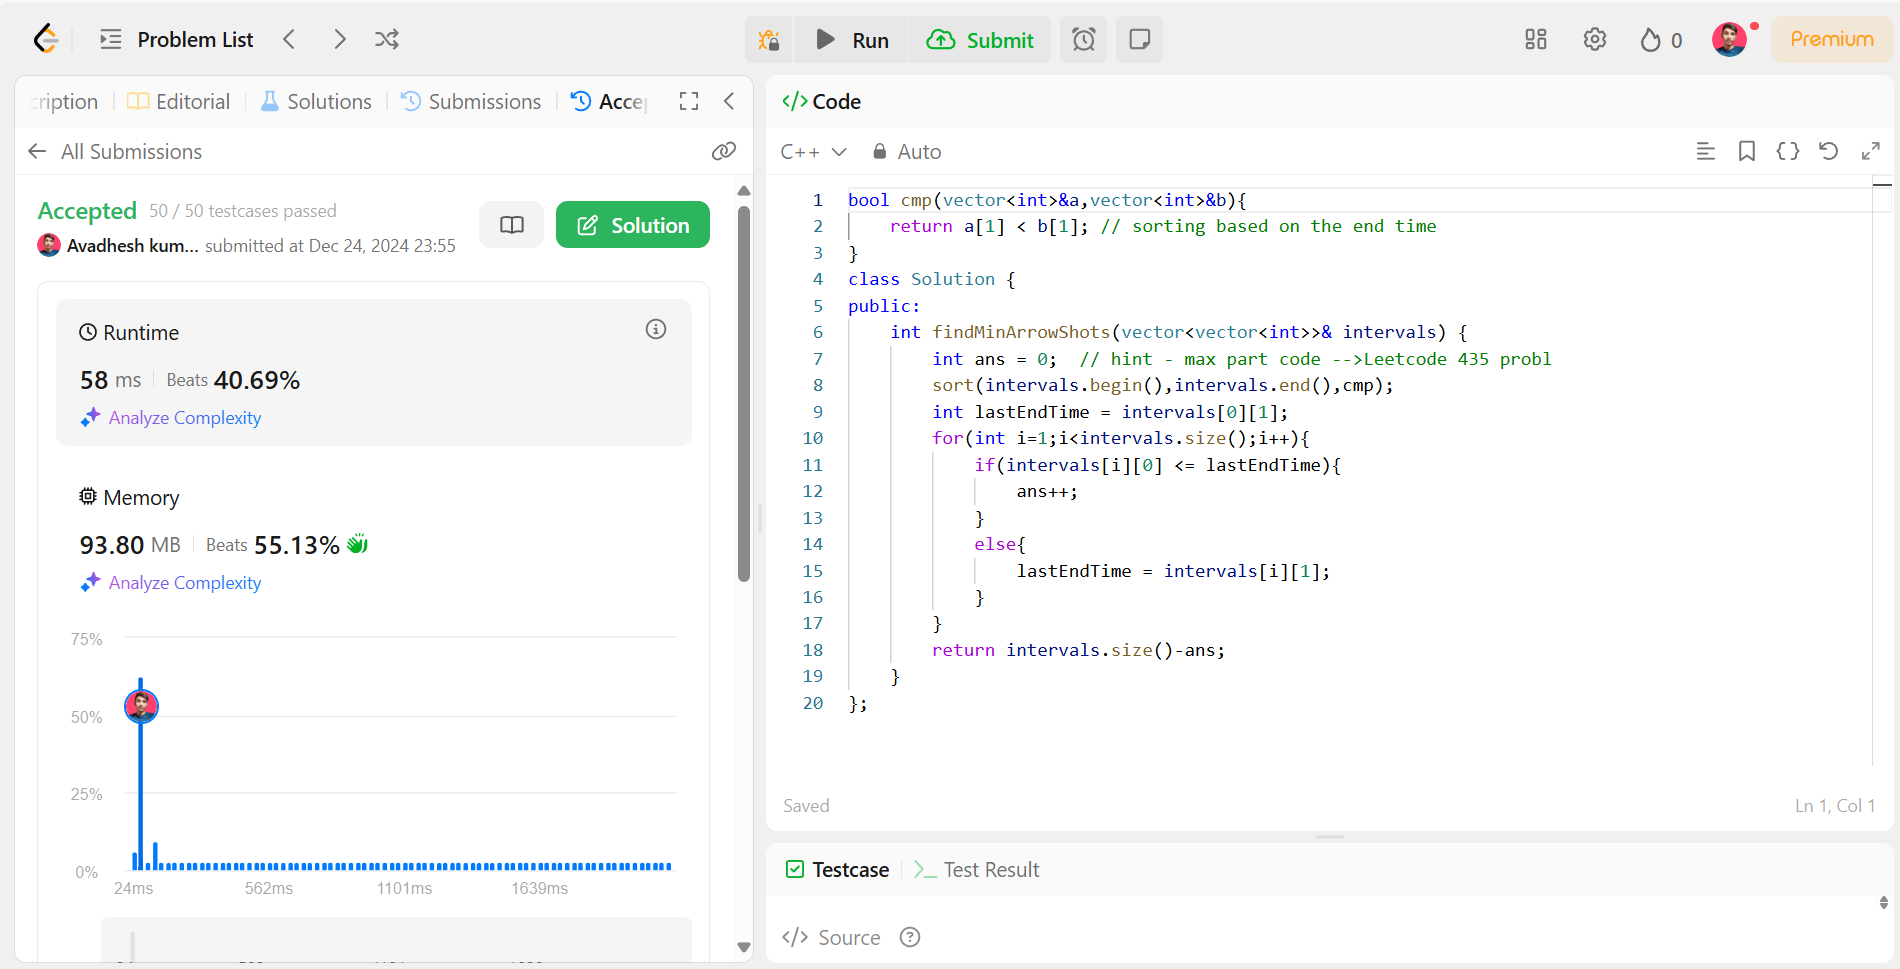 Problem List
Run
Submit
0
Premium
cription
Editorial
Solutions
Submissions
Accep
All Submissions
Accepted 50 / 50 testcases passed
Avadhesh kum... submitted at Dec 24, 2024 23:55
Solution
Runtime
58 ms Beats 40.69%
Analyze Complexity
Memory
93.80 MB Beats 55.13%
Analyze Complexity
75%
50%
25%
0%
24ms 562ms 1101ms 1639ms
</> Code
C++ Auto
1 bool cmp(vector<int>&a,vector<int>&b){
2     return a[1] < b[1]; // sorting based on the end time
3 }
4 class Solution {
5 public:
6     int findMinArrowShots(vector<vector<int>>& intervals) {
7         int ans = 0;  // hint - max part code -->Leetcode 435 probl
8         sort(intervals.begin(),intervals.end(),cmp);
9         int lastEndTime = intervals[0][1];
10         for(int i=1;i<intervals.size();i++){
11             if(intervals[i][0] <= lastEndTime){
12                 ans++;
13             }
14             else{
15                 lastEndTime = intervals[i][1];
16             }
17         }
18         return intervals.size()-ans;
19     }
20 };
Saved
Ln 1, Col 1
Testcase
Test Result
</> Source